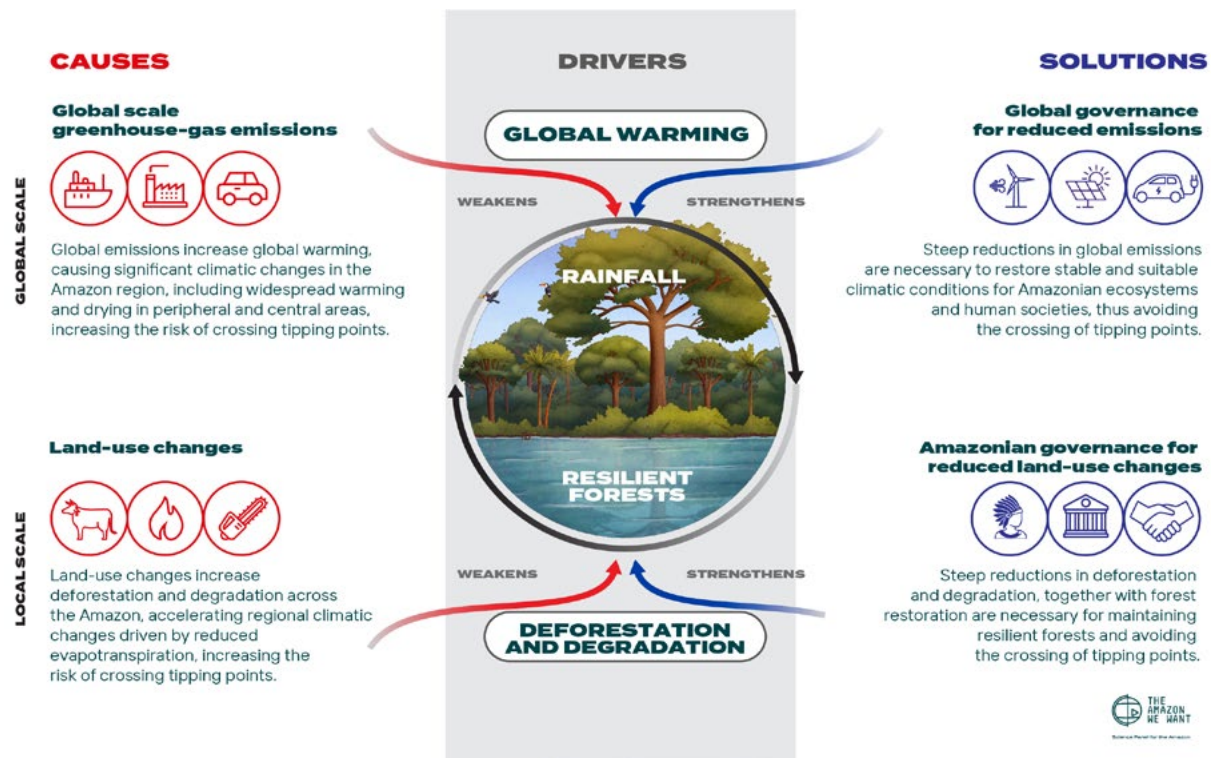 CAUSES
DRIVERS
SOLUTIONS
GLOBAL SCALE
Global scale
greenhouse-gas emissions
Global emissions increase global warming,
causing significant climatic changes in the
Amazon region, including widespread warming
and drying in peripheral and central areas,
increasing the risk of crossing tipping points.
GLOBAL WARMING
WEAKENS
STRENGTHENS
RAINFALL
Global governance
for reduced emissions
Steep reductions in global emissions
are necessary to restore stable and suitable
climatic conditions for Amazonian ecosystems
and human societies, thus avoiding
the crossing of tipping points.
LOCAL SCALE
Land-use changes
Land-use changes increase
deforestation and degradation across
the Amazon, accelerating regional climatic
changes driven by reduced
evapotranspiration, increasing the
risk of crossing tipping points.
RESILIENT
FORESTS
WEAKENS
STRENGTHENS
DEFORESTATION
AND DEGRADATION
Amazonian governance for
reduced land-use changes
Steep reductions in deforestation
and degradation, together with forest
restoration are necessary for maintaining
resilient forests and avoiding
the crossing of tipping points.
THE
AMAZON
WE WANT
Science Panel for the Amazon